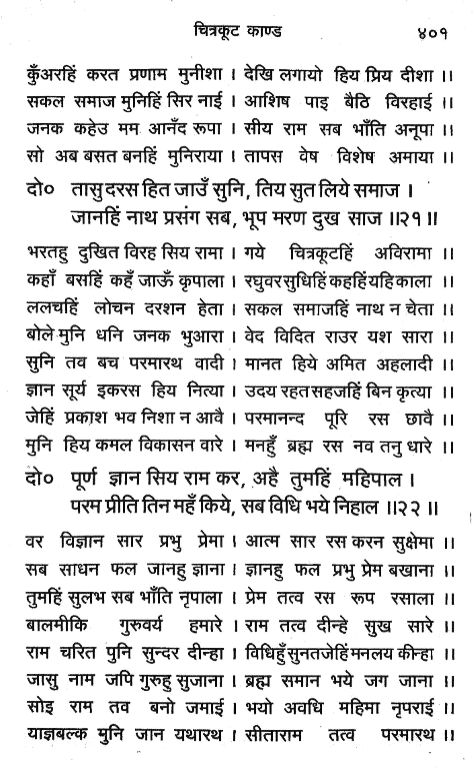 चित्रकूट काण्ड ४०१
कुँअरहिं करत प्रणाम मुनीशा । देखि लगायो हिय प्रिय दीशा ।।
सकल समाज मुनिहिं सिर नाई । आशिष पाइ बैठि विरहाई ।।
जनक कहेउ मम आनँद रूपा । सीय राम सब भाँति अनूपा ।।
सो अब बसत बनहिं मुनिराया । तापस वेष विशेष अमाया ।।
दो० तासु दरस हित जाउँ सुनि, तिय सुत लिये समाज ।
जानहिं नाथ प्रसंग सब, भूप मरण दुख साज ।।२१।।
भरतहु दुखित विरह सिय रामा । गये चित्रकूटहिं अविरामा ।।
कहाँ बसहिं कहँ जाऊँ कृपाला । रघुवर सुधिहिं कहहिं यहि काला ।।
ललचहिं लोचन दरशन हेता । सकल समाजहिं नाथ न चेता ।।
बोले मुनि धनि जनक भुआरा । वेद विदित राउर यश सारा ।।
सुनि तव बच परमारथ वादी । मानत हिये अमित अहलादी ।।
ज्ञान सूर्य इकरस हिय नित्या । उदय रहत सहजहिं बिन कृत्या ।।
जेहिं प्रकाश भव निशा न आवै । परमानन्द पूरि रस छावै ।।
मुनि हिय कमल विकासन वारे । मनहुँ ब्रह्म रस नव तनु धारे ।।
दो० पूर्ण ज्ञान सिय राम कर, अहै तुमहिं महिपाल ।
परम प्रीति तिन महँ किये, सब विधि भये निहाल ।।२२।।
वर विज्ञान सार प्रभु प्रेमा । आत्म सार रस करन सुक्षेमा ।।
सब साधन फल जानहु ज्ञाना । ज्ञानहु फल प्रभु प्रेम बखाना ।।
तुमहिं सुलभ सब भाँति नृपाला । प्रेम तत्व रस रूप रसाला ।।
बालमीकि गुरुवर्य हमारे । राम तत्व दीन्हे सुख सारे ।।
राम चरित पुनि सुन्दर दीन्हा । विधिहुँ सुनत जेहिं मन लय कीन्हा ।।
जासु नाम जपि गुरुहु सुजाना । ब्रह्म समान भये जग जाना ।।
सोइ राम तव बनो जमाई । भयो अवधि महिमा नृपराई ।।
याज्ञबल्क मुनि जान यथारथ । सीताराम तत्व परमारथ ।।